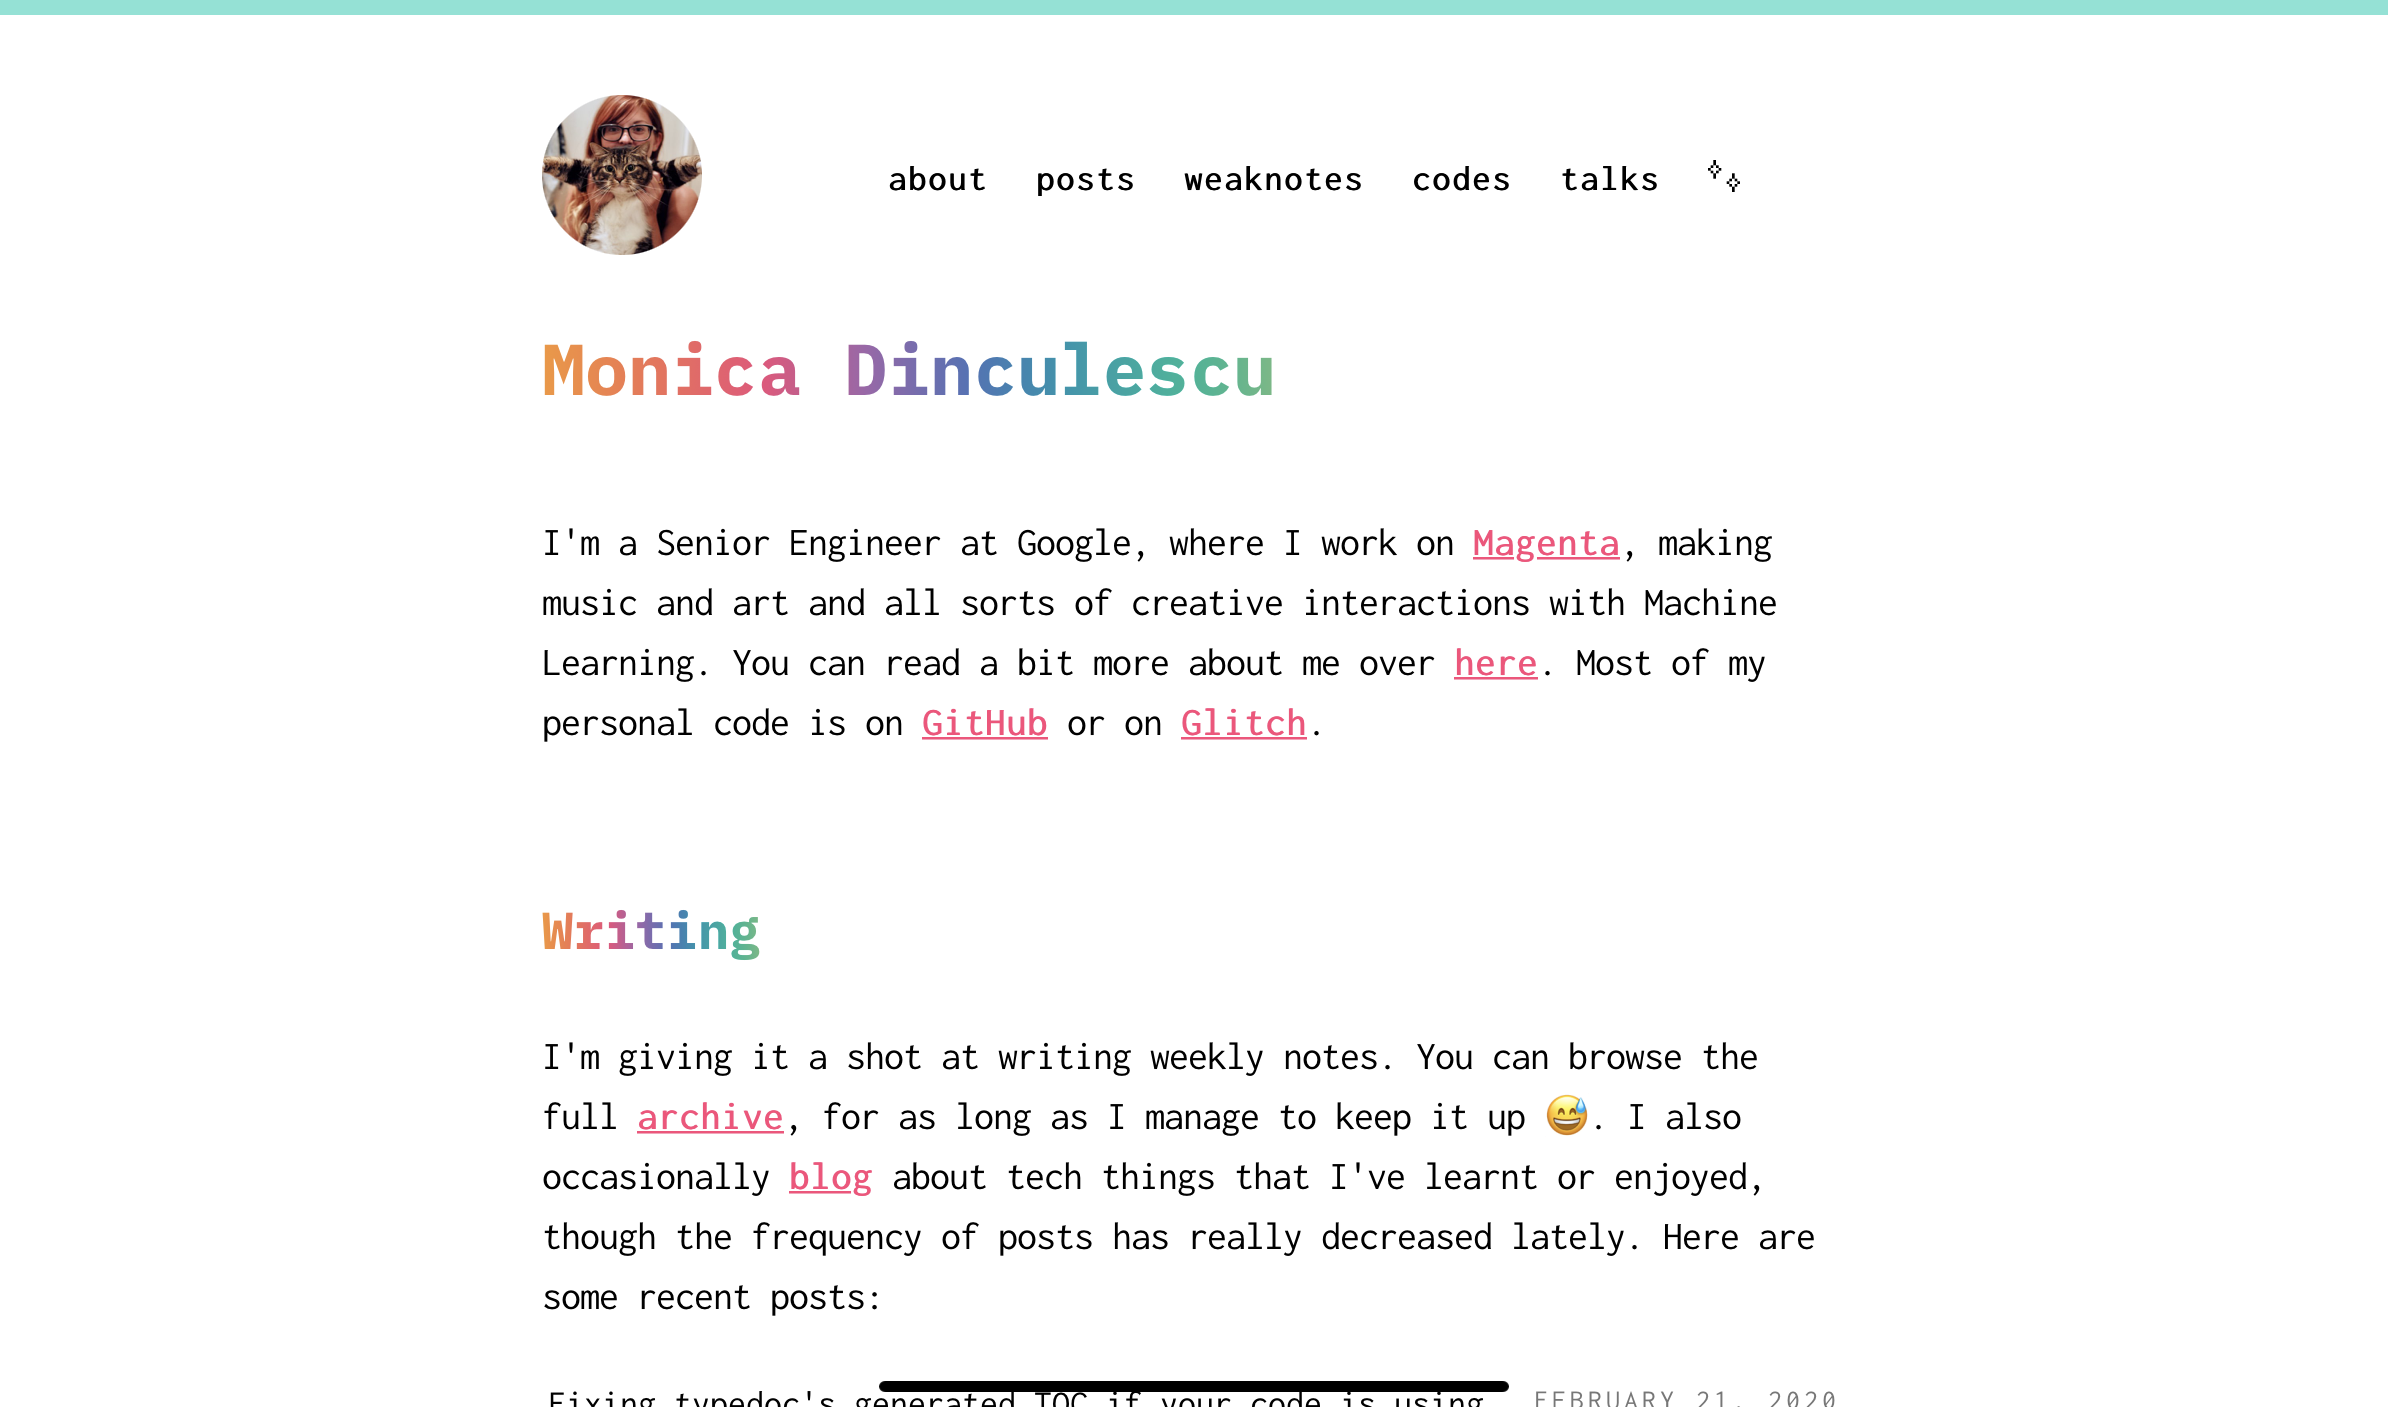 about posts weaknotes codes talks
Monica Dinculescu
I'm a Senior Engineer at Google, where I work on Magenta, making
music and art and all sorts of creative interactions with Machine
Learning. You can read a bit more about me over here. Most of my
personal code is on GitHub or on Glitch.
Writing
I'm giving it a shot at writing weekly notes. You can browse the
full archive, for as long as I manage to keep it up 😅. I also
occasionally blog about tech things that I've learnt or enjoyed,
though the frequency of posts has really decreased lately. Here are
some recent posts:
Fixing typedoc's generated TOC if your code is using FEBRUARY 21, 2020